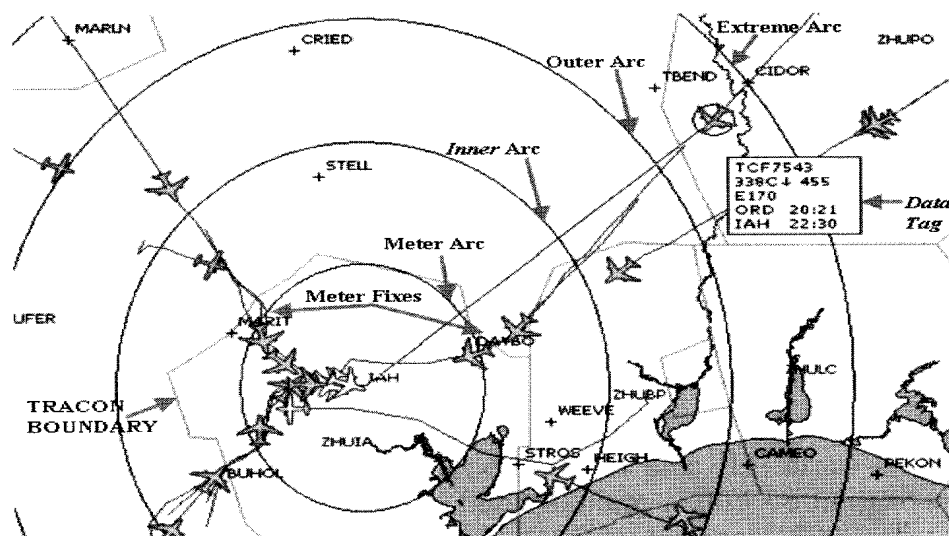 MARLN
CRIED
Extreme Arc
ZHUPO
Outer Arc
TBEND
CIDOR
Inner Arc
STELL
TCF7543
338C↓ 455
E170
ORD 20:21
IAH 22:30
Data
Tag
Meter Arc
Meter Fixes
UFER
MARIT
DAYBO
IAH
ZHULC
ZHUBP
TRACON
BOUNDARY
WEEVE
ZHUIA
STROS
HEIGH
CAMEO
PEKON
BUHOL